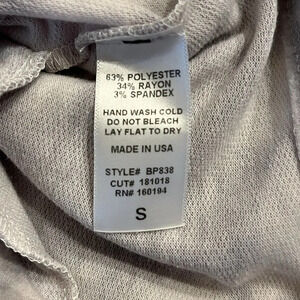 63% POLYESTER
34% RAYON
3% SPANDEX
HAND WASH COLD
DO NOT BLEACH
LAY FLAT TO DRY
MADE IN USA
STYLE# BP838
CUT# 181018
RN# 160194
S